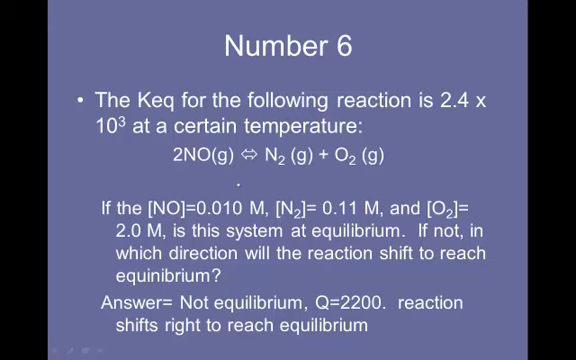 Number 6
• The Keq for the following reaction is 2.4 x
10³ at a certain temperature:
2NO(g) ⇔ N₂ (g) + O₂ (g)
If the [NO]=0.010 M, [N₂]= 0.11 M, and [O₂]=
2.0 M, is this system at equilibrium. If not, in
which direction will the reaction shift to reach
equinibrium?
Answer= Not equilibrium, Q=2200. reaction
shifts right to reach equilibrium